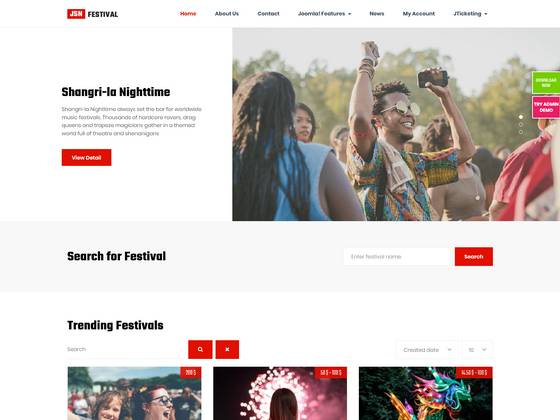 JSN FESTIVAL
Home About Us Contact Joomla! Features News My Account JTicketing
Shangri-la Nighttime
Shangri-la Nighttime always set the bar for worldwide
music festivals. Thousands of hardcore ravers, drag
queens and trapeze magicians gather in a themed
world full of theatre and shenanigans
View Detail
DOWNLOAD
NOW
TRY ADMIN
DEMO
Search for Festival
Enter festival name
Search
Trending Festivals
Search
Created date
10
200 $
50 $ - 100 $
14.50 $ - 100 $